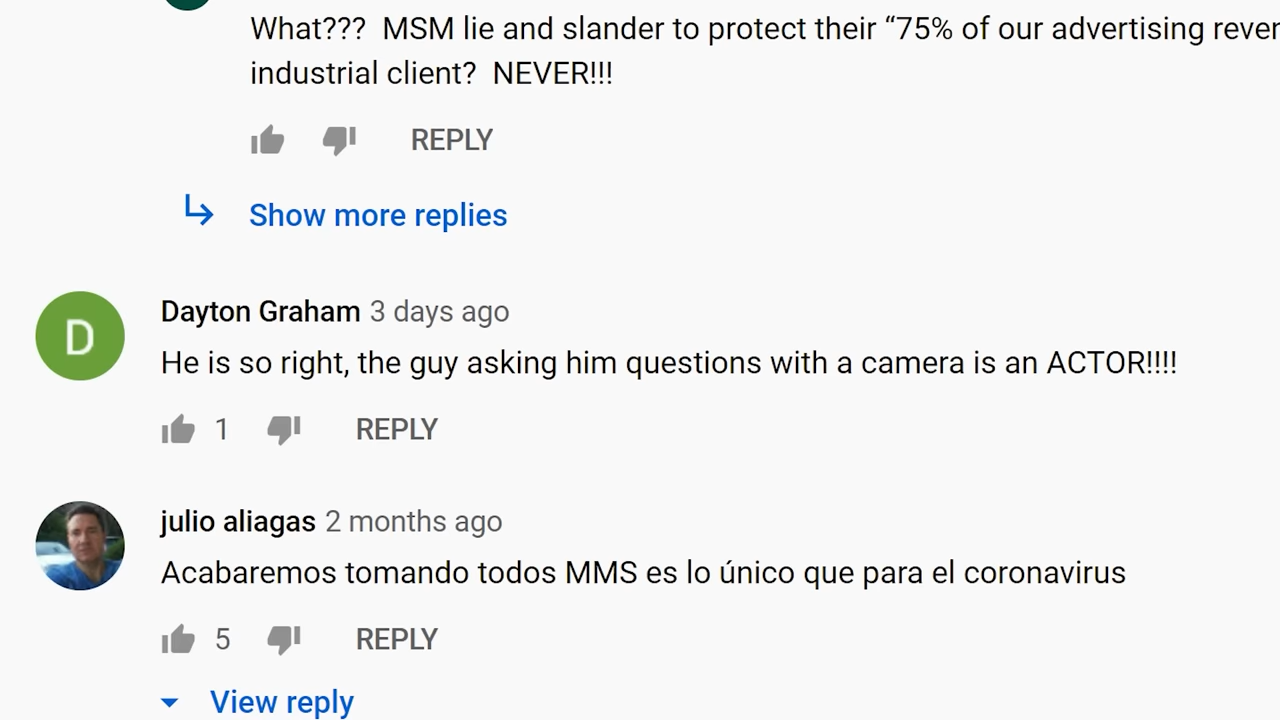 What???  MSM lie and slander to protect their “75% of our advertising
industrial client?  NEVER!!!
REPLY
Show more replies
D
Dayton Graham 3 days ago
He is so right, the guy asking him questions with a camera is an ACTOR!!!!
1 REPLY
julio aliagas 2 months ago
Acabaremos tomando todos MMS es lo único que para el coronavirus
5 REPLY
View reply